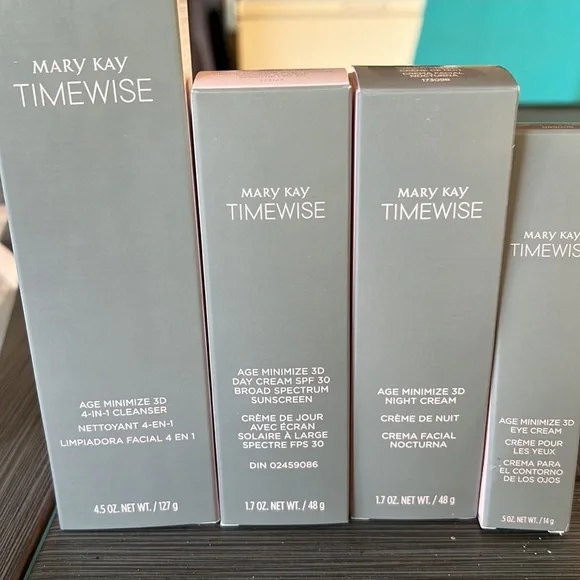 MARY KAY
TIMEWISE
AGE MINIMIZE 3D
4-IN-1 CLEANSER
NETTOYANT 4-EN-1
LIMPIADORA FACIAL 4 EN 1
4.5 OZ. NET WT. / 127 g
MARY KAY
TIMEWISE
AGE MINIMIZE 3D
DAY CREAM SPF 30
BROAD SPECTRUM
SUNSCREEN
CRÈME DE JOUR
AVEC ÉCRAN
SOLAIRE À LARGE
SPECTRE FPS 30
DIN 02459086
1.7 OZ. NET WT. / 48 g
CREMA FACIAL
NOCTURNA
173098
MARY KAY
TIMEWISE
AGE MINIMIZE 3D
NIGHT CREAM
CRÈME DE NUIT
CREMA FACIAL
NOCTURNA
1.7 OZ. NET WT. / 48 g
MARY KAY
TIMEWIS
AGE MINIMIZE 3D
EYE CREAM
CRÈME POUR
LES YEUX
CREMA PARA
EL CONTORNO
DE LOS OJOS
.5 OZ. NET WT. / 14 g